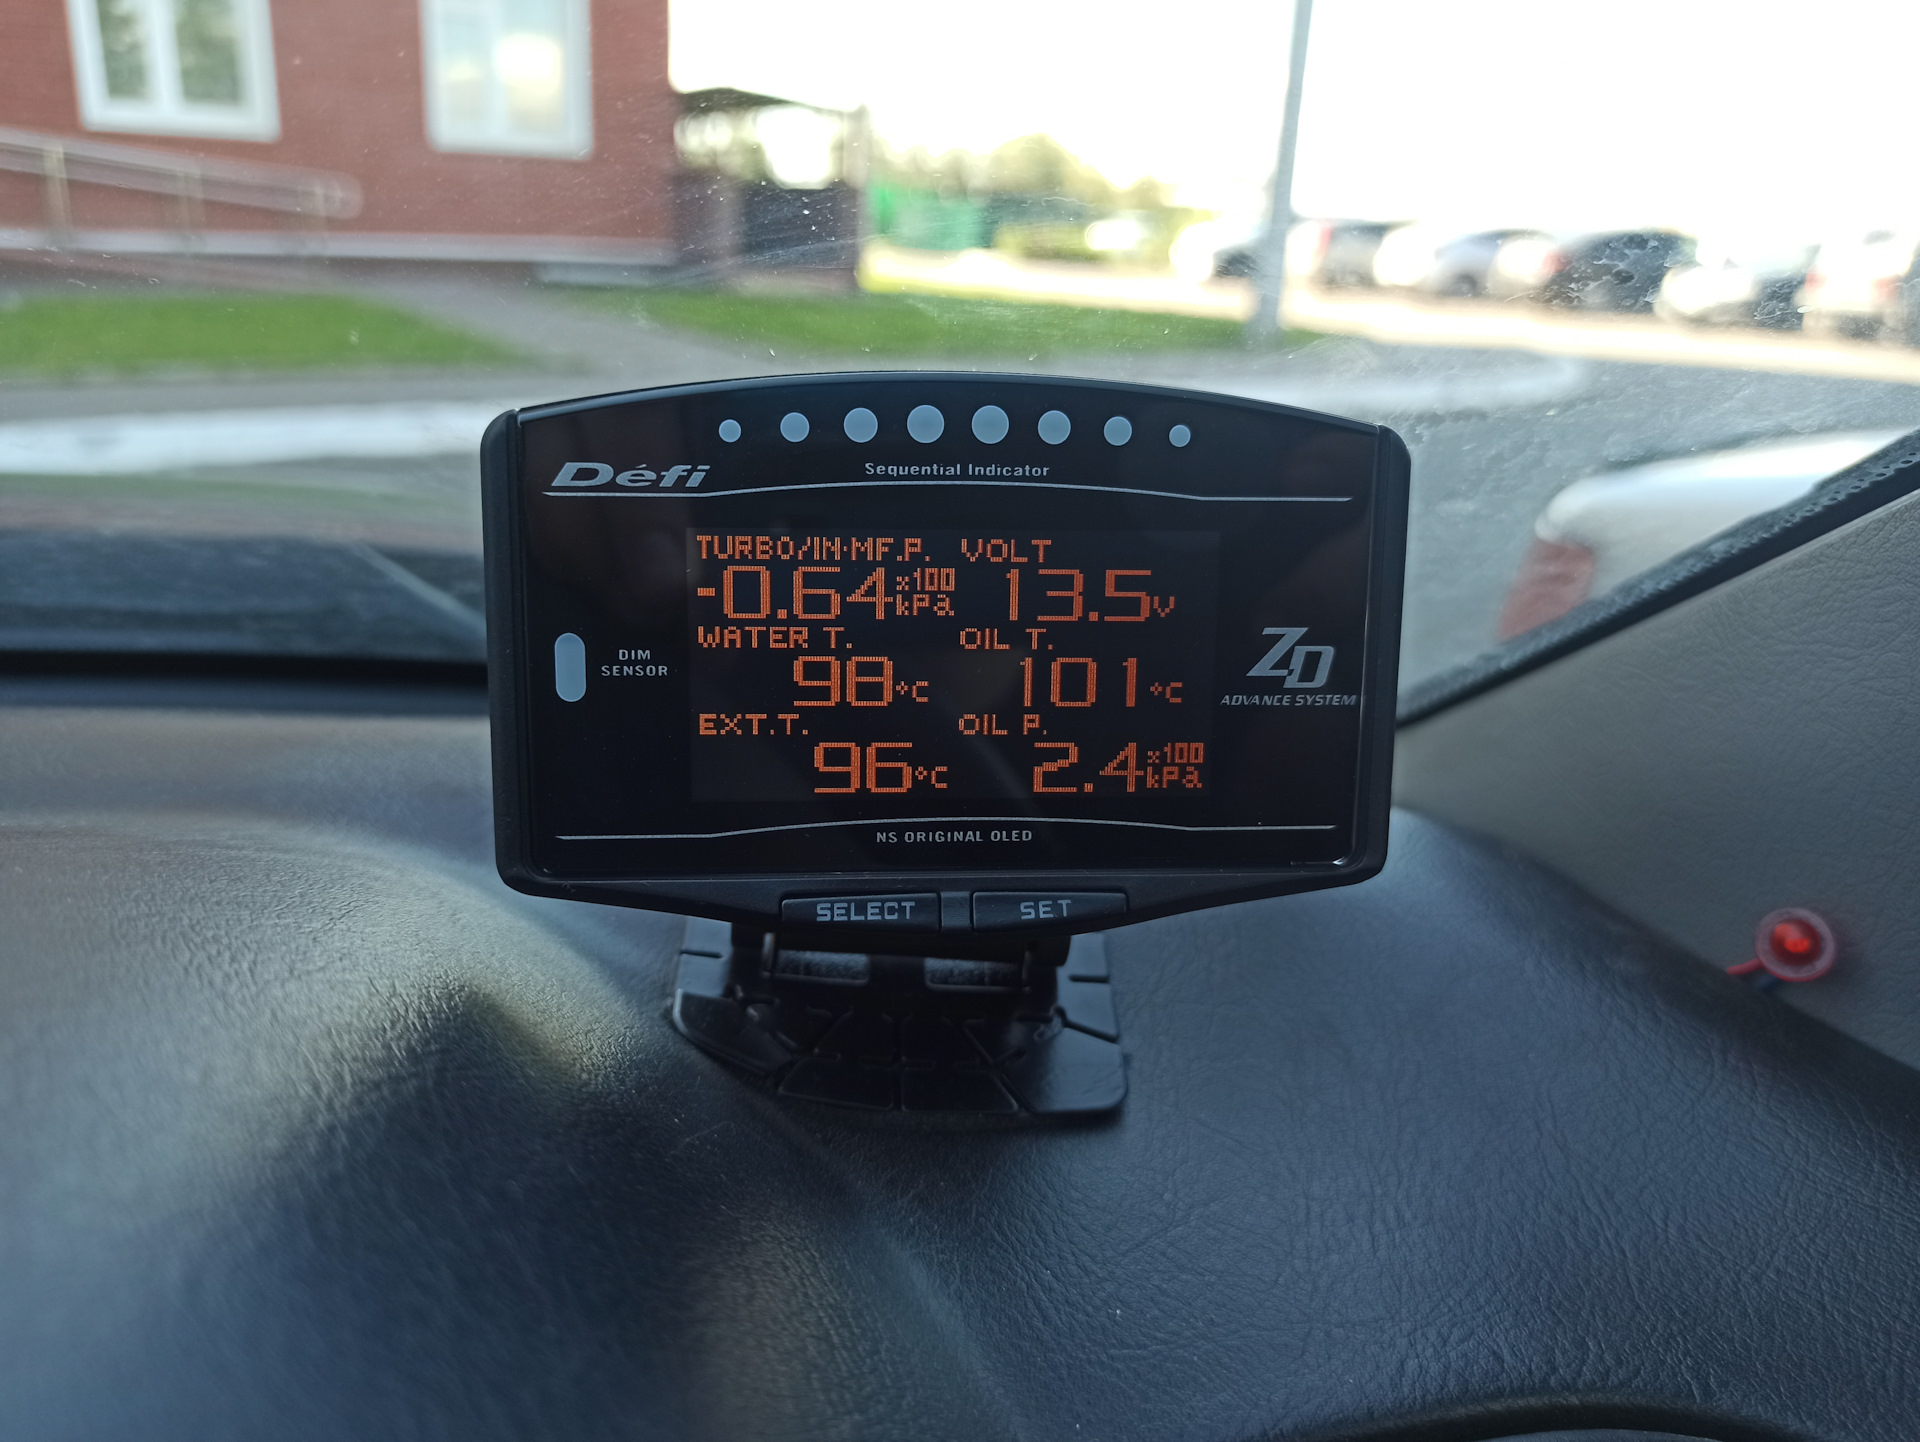 Défi
Sequential Indicator
TURBO/IN·MF.P. VOLT
-0.64 x100 kPa 13.5 V
WATER T. OIL T.
98 °C 101 °C
EXT.T. OIL P.
96 °C 2.4 x100 kPa
DIM
SENSOR
ZD
ADVANCE SYSTEM
NS ORIGINAL OLED
SELECT SET